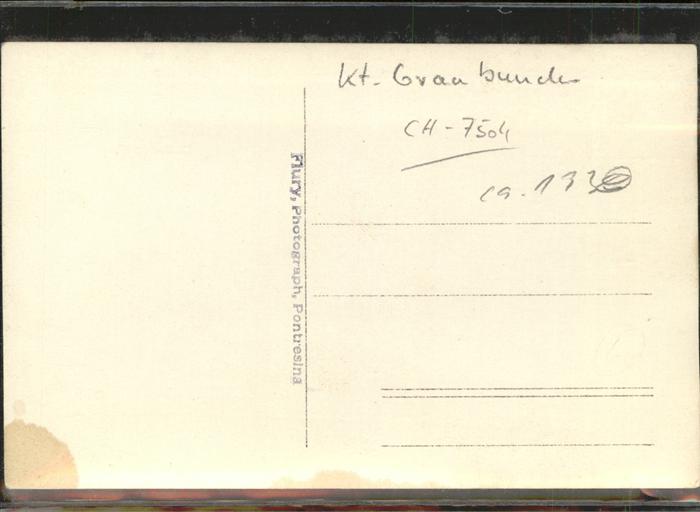 Kt. Graubünden
CH-7504
ca. 1930
Flury, Photograph, Pontresina